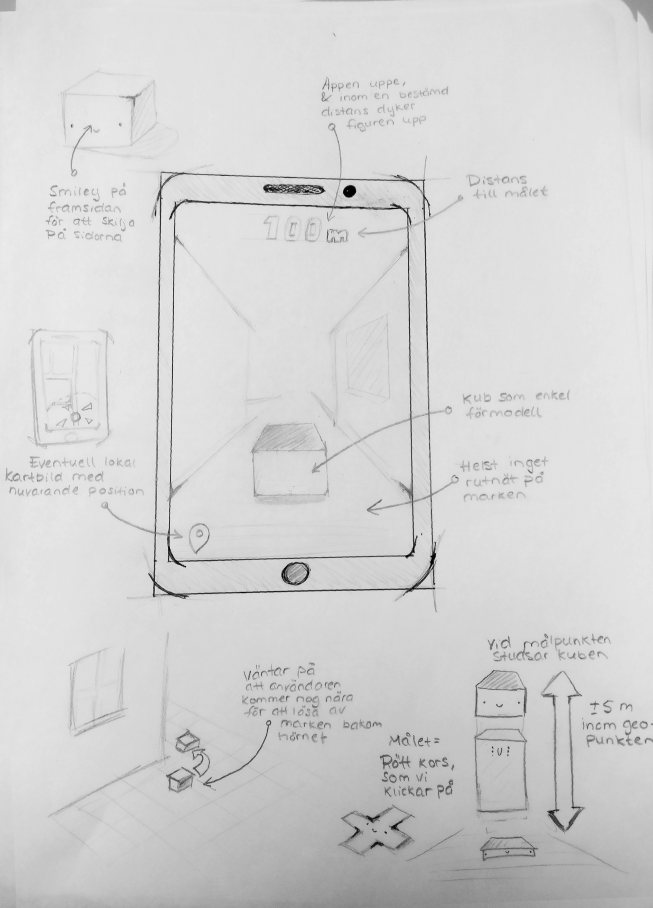 Appen uppe,
& inom en bestämd
distans dyker
figuren upp
Smiley på
framsidan
för att skilja
på sidorna
Distans
till målet
100m
Kub som enkel
förmodell
Eventuell lokal
kartbild med
nuvarande position
Helst inget
rutnät på
marken
Väntar på
att användaren
kommer nog nära
för att läsa av
marken bakom
hörnet
Vid målpunkten
studsar kuben
±5 m
inom geo-
punkten
Målet=
Rött kors,
som vi
klickar på